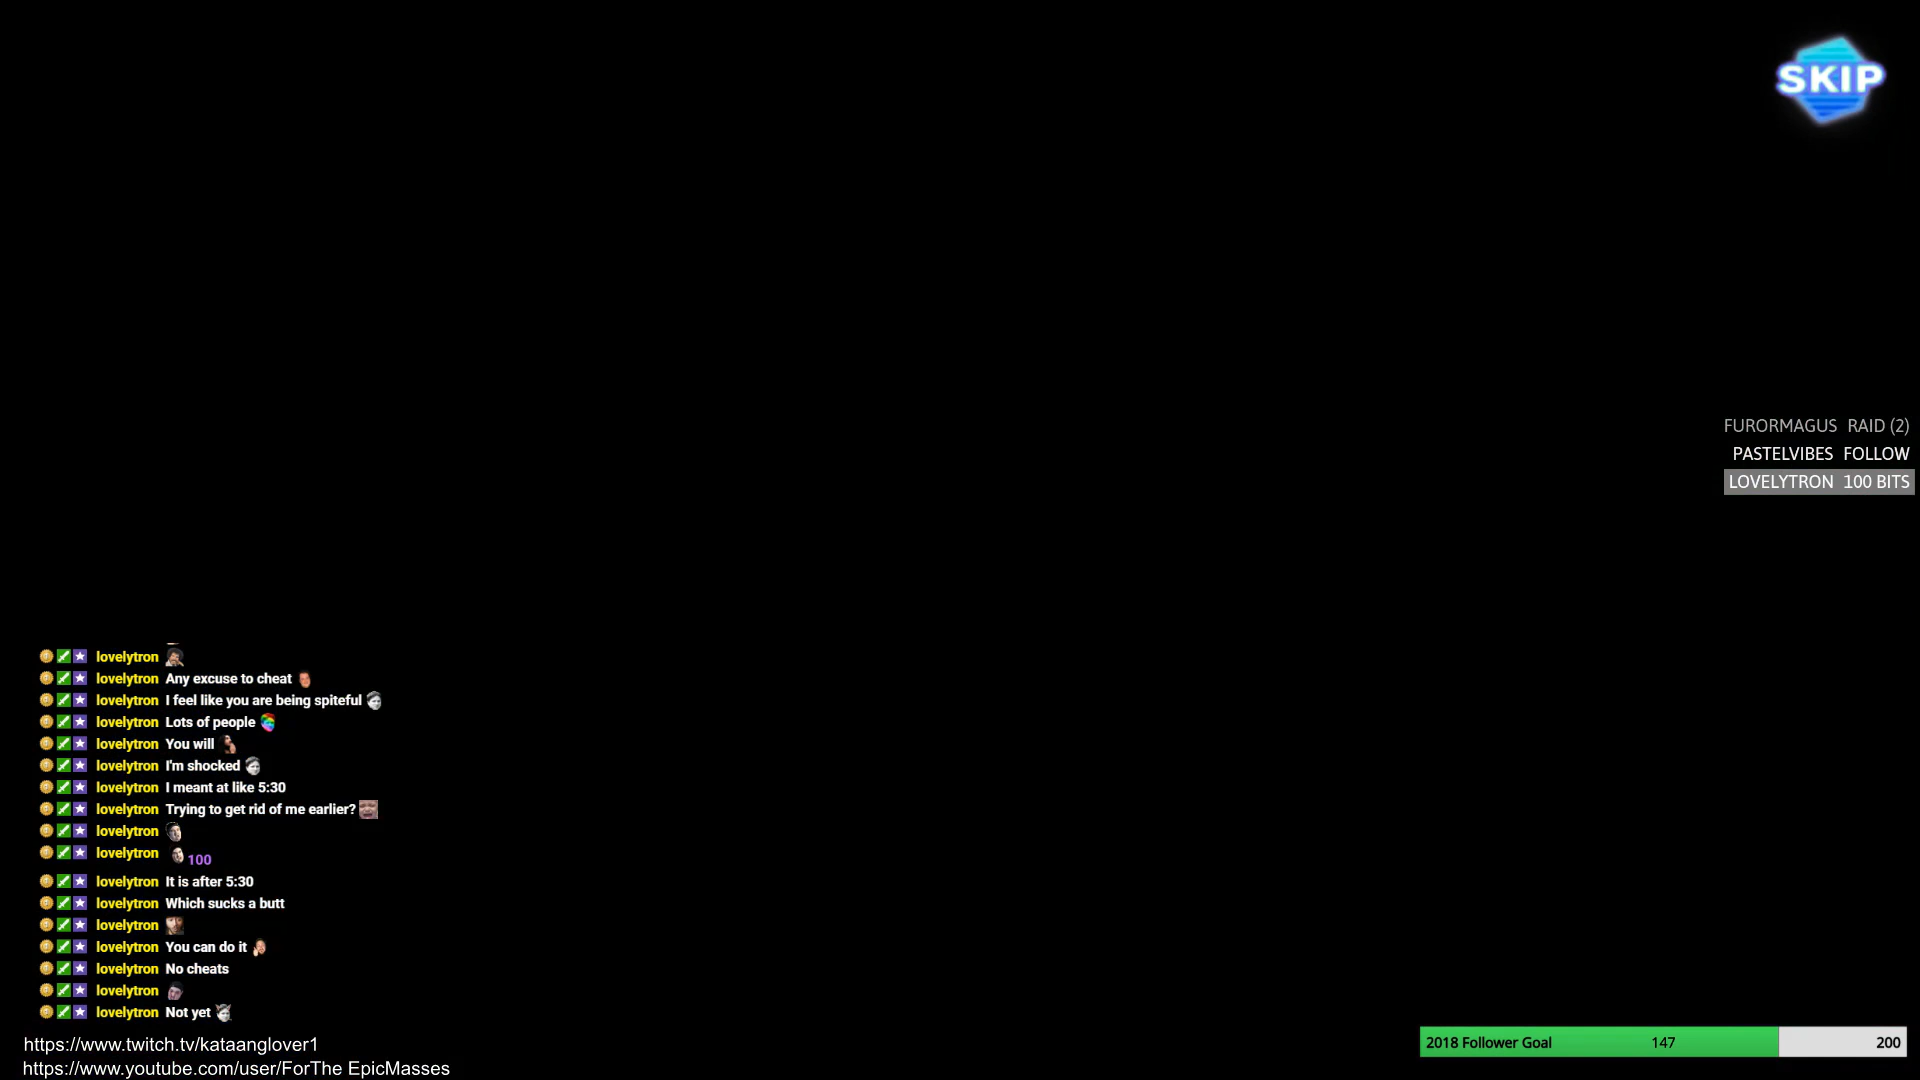 SKIP
FURORMAGUS RAID (2)
PASTELVIBES FOLLOW
LOVELYTRON 100 BITS
lovelytron
lovelytron Any excuse to cheat
lovelytron I feel like you are being spiteful
lovelytron Lots of people
lovelytron You will
lovelytron I'm shocked
lovelytron I meant at like 5:30
lovelytron Trying to get rid of me earlier?
lovelytron
lovelytron 100
lovelytron It is after 5:30
lovelytron Which sucks a butt
lovelytron
lovelytron You can do it
lovelytron No cheats
lovelytron
lovelytron Not yet
https://www.twitch.tv/kataanglover1
https://www.youtube.com/user/ForThe EpicMasses
2018 Follower Goal 147 200